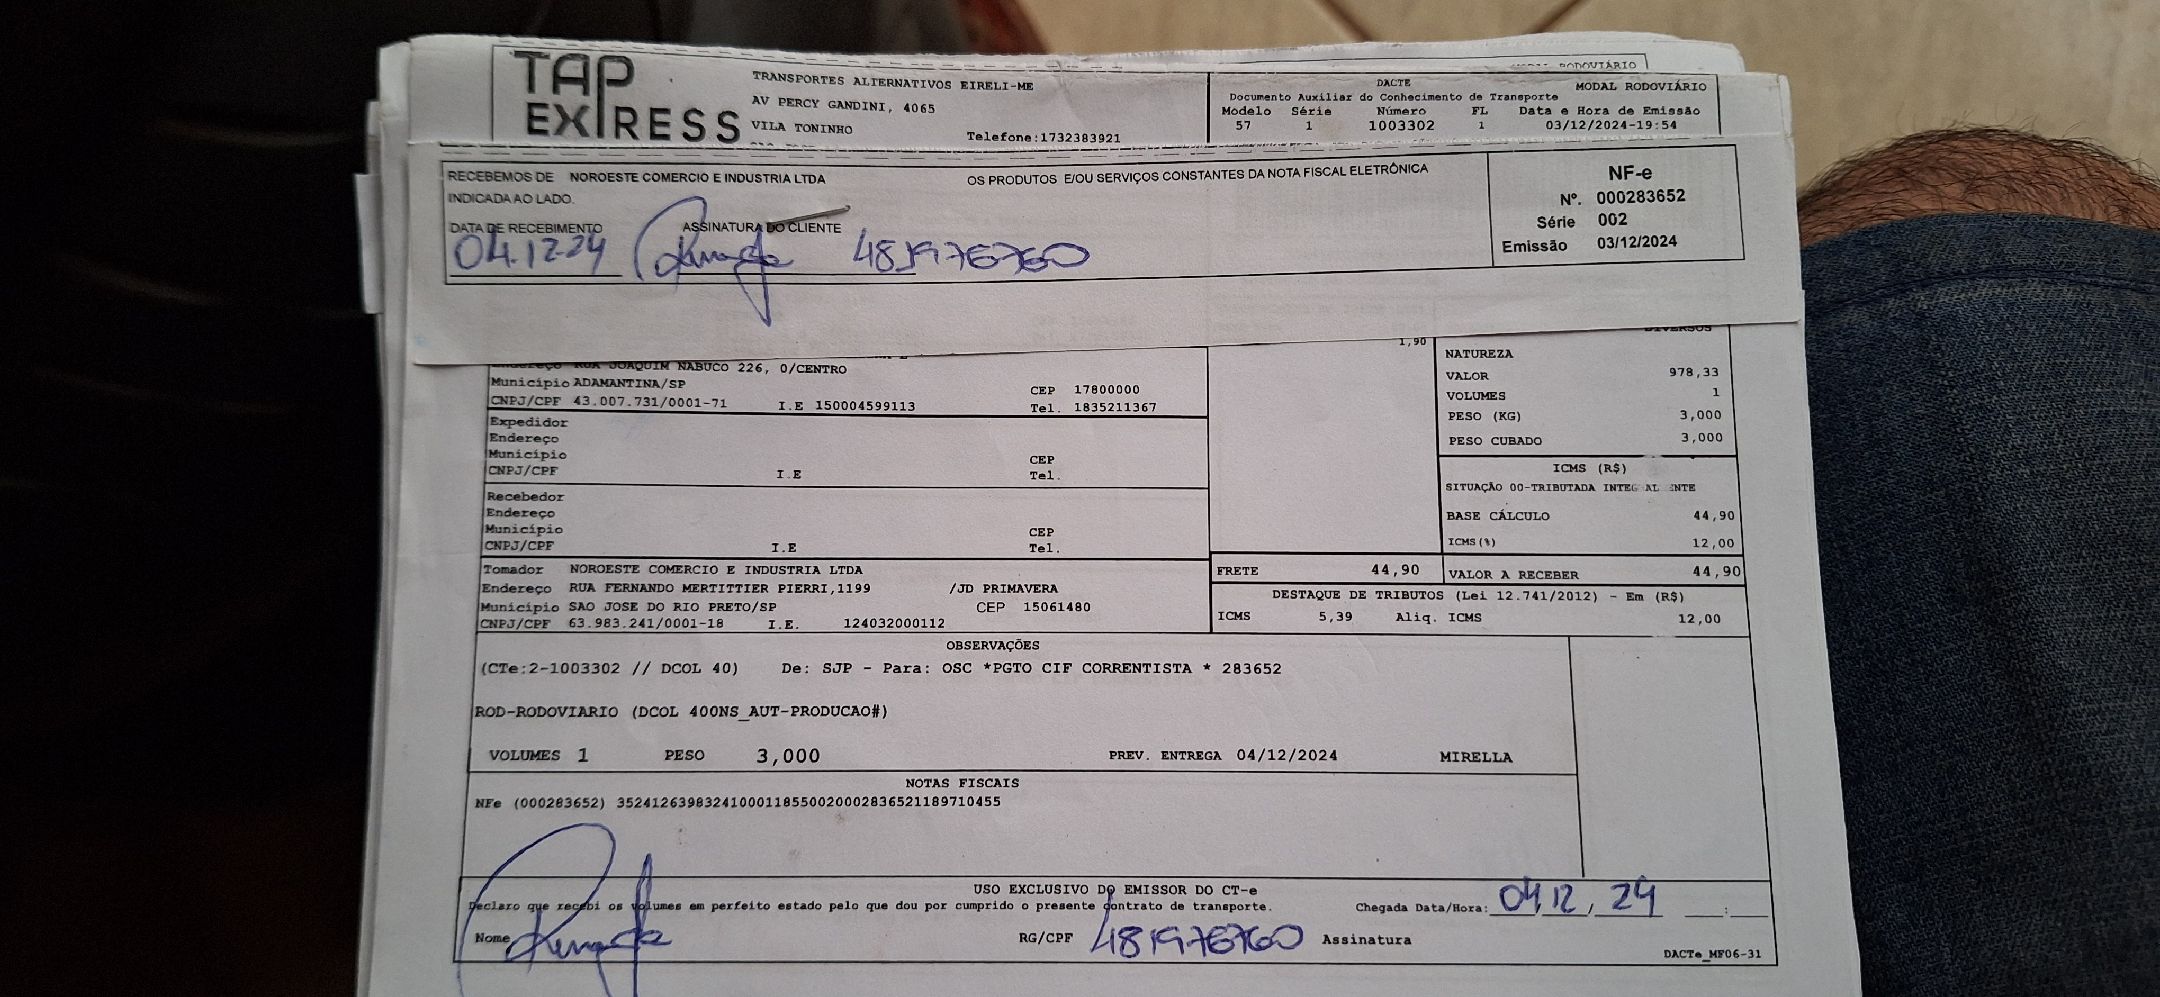 TAP EXPRESS
TRANSPORTES ALTERNATIVOS EIRELI-ME
AV PERCY GANDINI, 4065
VILA TONINHO
Telefone:1732383921
MODAL RODOVIÁRIO
DACTE MODAL RODOVIÁRIO
Documento Auxiliar do Conhecimento de Transporte
Modelo Série Número FL Data e Hora de Emissão
57 1 1003302 1 03/12/2024-19:54
RECEBEMOS DE NOROESTE COMERCIO E INDUSTRIA LTDA OS PRODUTOS E/OU SERVIÇOS CONSTANTES DA NOTA FISCAL ELETRÔNICA
INDICADA AO LADO.
DATA DE RECEBIMENTO ASSINATURA DO CLIENTE
04.12.24 481976760
NF-e
Nº. 000283652
Série 002
Emissão 03/12/2024
Endereço RUA JOAQUIM NABUCO 226, 0/CENTRO
Município ADAMANTINA/SP CEP 17800000
CNPJ/CPF 43.007.731/0001-71 I.E 150004599113 Tel. 1835211367
Expedidor
Endereço
Município CEP
CNPJ/CPF I.E Tel.
Recebedor
Endereço
Município CEP
CNPJ/CPF I.E Tel.
Tomador NOROESTE COMERCIO E INDUSTRIA LTDA
Endereço RUA FERNANDO MERTITTIER PIERRI,1199 /JD PRIMAVERA
Município SAO JOSE DO RIO PRETO/SP CEP 15061480
CNPJ/CPF 63.983.241/0001-18 I.E. 124032000112
1,90
DIVERSOS
NATUREZA
VALOR 978,33
VOLUMES 1
PESO (KG) 3,000
PESO CUBADO 3,000
ICMS (R$)
SITUAÇÃO 00-TRIBUTADA INTEG AL ENTE
BASE CÁLCULO 44,90
ICMS(%) 12,00
FRETE 44,90 VALOR A RECEBER 44,90
DESTAQUE DE TRIBUTOS (Lei 12.741/2012) - Em (R$)
ICMS 5,39 Aliq. ICMS 12,00
OBSERVAÇÕES
(CTe:2-1003302 // DCOL 40) De: SJP - Para: OSC *PGTO CIF CORRENTISTA * 283652
ROD-RODOVIARIO (DCOL 400NS_AUT-PRODUCAO#)
VOLUMES 1 PESO 3,000 PREV. ENTREGA 04/12/2024 MIRELLA
NOTAS FISCAIS
NFe (000283652) 35241263983241000118550020002836521189710455
USO EXCLUSIVO DO EMISSOR DO CT-e
Declaro que recebi os volumes em perfeito estado pelo que dou por cumprido o presente contrato de transporte. Chegada Data/Hora: 04/12/24 __:__
Nome RG/CPF 481976760 Assinatura
DACTe_MF06-31